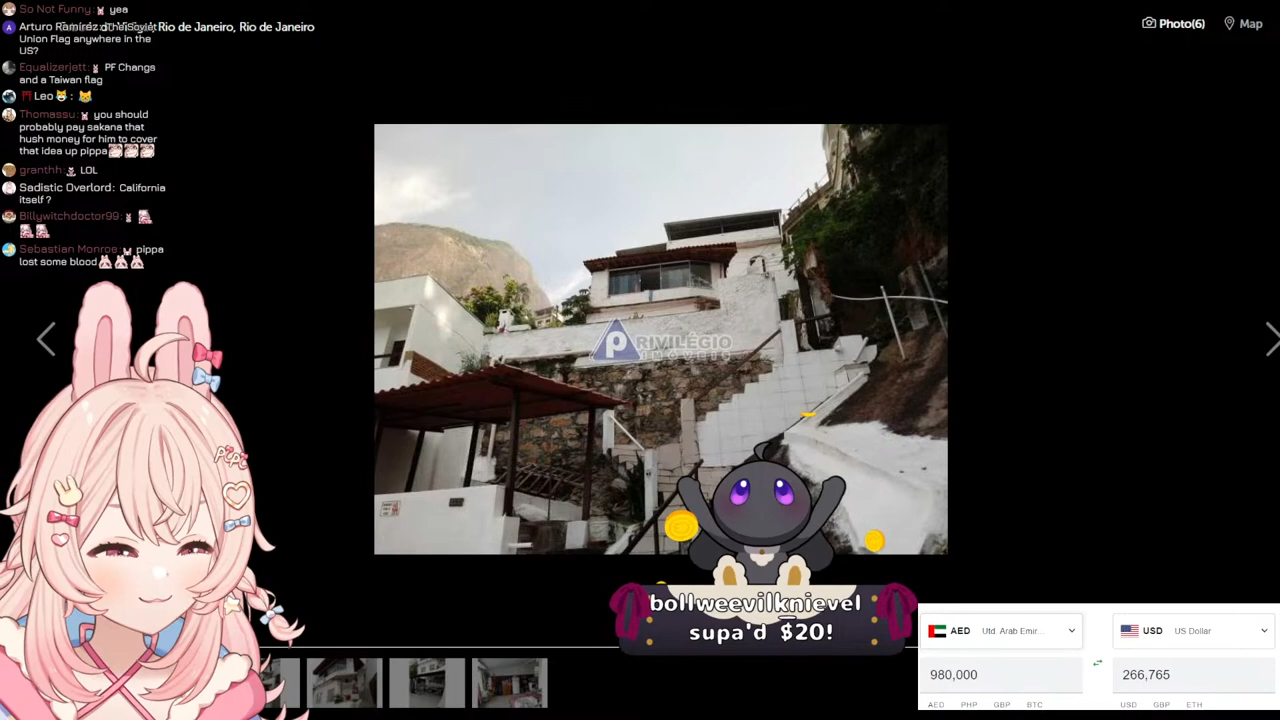 So Not Funny: yea
Arturo Ramírez: the Soviet
Union Flag anywhere in the
US?
Rio de Janeiro, Rio de Janeiro
Photo(6)
Map
Equalizerjett: PF Changs
and a Taiwan flag
Leo :
Thomassu: you should
probably pay sakana that
hush money for him to cover
that idea up pippa
granthh: LOL
Sadistic Overlord: California
itself ?
Billywitchdoctor99:
Sebastian Monroe: pippa
lost some blood
PRIVILÉGIO
IMÓVEIS
PiPi
bollweevilknievel
supa'd $20!
AED Utd. Arab Emir...
USD US Dollar
980,000
266,765
AED PHP GBP BTC
USD GBP ETH